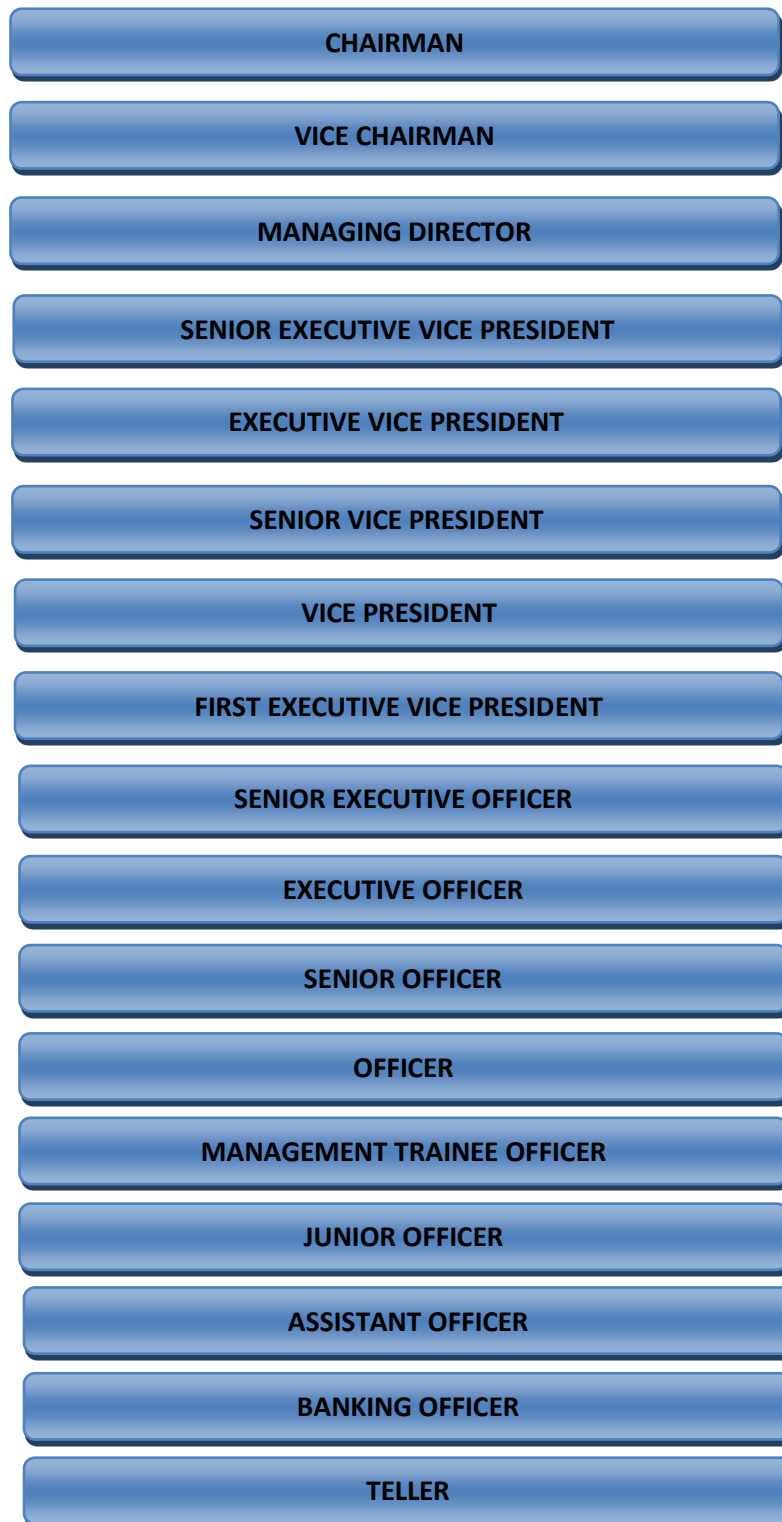 CHAIRMAN
VICE CHAIRMAN
MANAGING DIRECTOR
SENIOR EXECUTIVE VICE PRESIDENT
EXECUTIVE VICE PRESIDENT
SENIOR VICE PRESIDENT
VICE PRESIDENT
FIRST EXECUTIVE VICE PRESIDENT
SENIOR EXECUTIVE OFFICER
EXECUTIVE OFFICER
SENIOR OFFICER
OFFICER
MANAGEMENT TRAINEE OFFICER
JUNIOR OFFICER
ASSISTANT OFFICER
BANKING OFFICER
TELLER